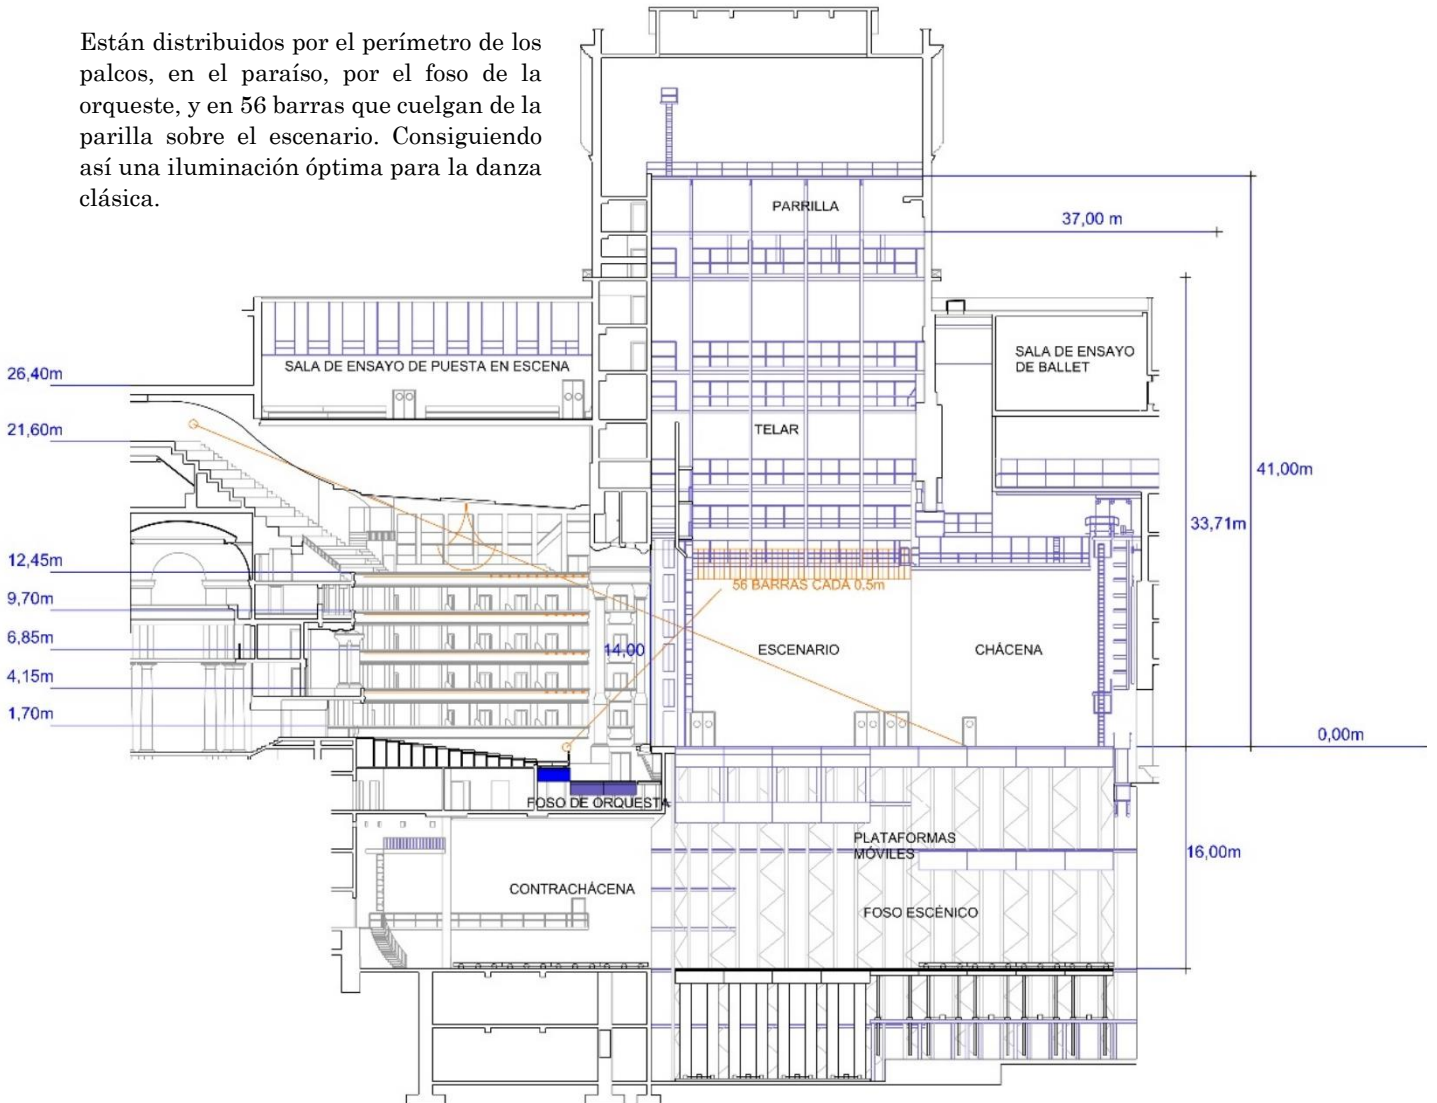 Están distribuidos por el perímetro de los
palcos, en el paraíso, por el foso de la
orqueste, y en 56 barras que cuelgan de la
parilla sobre el escenario. Consiguiendo
así una iluminación óptima para la danza
clásica.
PARRILLA
37,00 m
SALA DE ENSAYO DE PUESTA EN ESCENA
SALA DE ENSAYO
DE BALLET
26,40m
21,60m
TELAR
41,00m
33,71m
12,45m
56 BARRAS CADA 0.5m
9,70m
6,85m
14,00
ESCENARIO
CHÁCENA
4,15m
1,70m
0,00m
FOSO DE ORQUESTA
PLATAFORMAS
MÓVILES
16,00m
CONTRACHÁCENA
FOSO ESCÉNICO